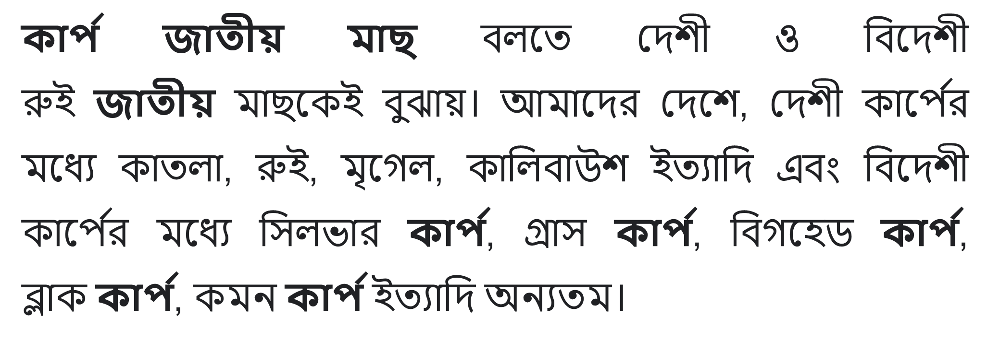 কার্প জাতীয় মাছ বলতে দেশী ও বিদেশী
রুই জাতীয় মাছকেই বুঝায়। আমাদের দেশে, দেশী কার্পের
মধ্যে কাতলা, রুই, মৃগেল, কালিবাউশ ইত্যাদি এবং বিদেশী
কার্পের মধ্যে সিলভার কার্প, গ্রাস কার্প, বিগহেড কার্প,
ব্লাক কার্প, কমন কার্প ইত্যাদি অন্যতম।